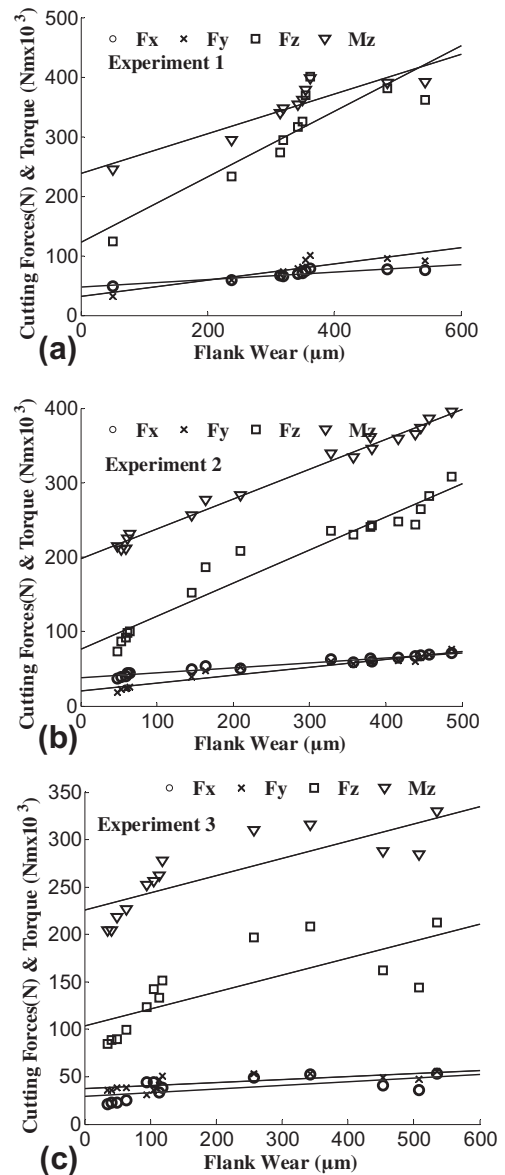 500
Fx Fy Fz Mz
Experiment 1
400
300
200
100
0
0 200 400 600
Cutting Forces(N) & Torque (Nmx10³)
Flank Wear (µm)
(a)
400
Fx Fy Fz Mz
Experiment 2
300
200
100
0
0 100 200 300 400 500
Cutting Forces(N) & Torque (Nmx10³)
Flank Wear (µm)
(b)
Fx Fy Fz Mz
350
Experiment 3
300
250
200
150
100
50
0
0 100 200 300 400 500 600
Cutting Forces(N) & Torque (Nmx10³)
Flank Wear (µm)
(c)